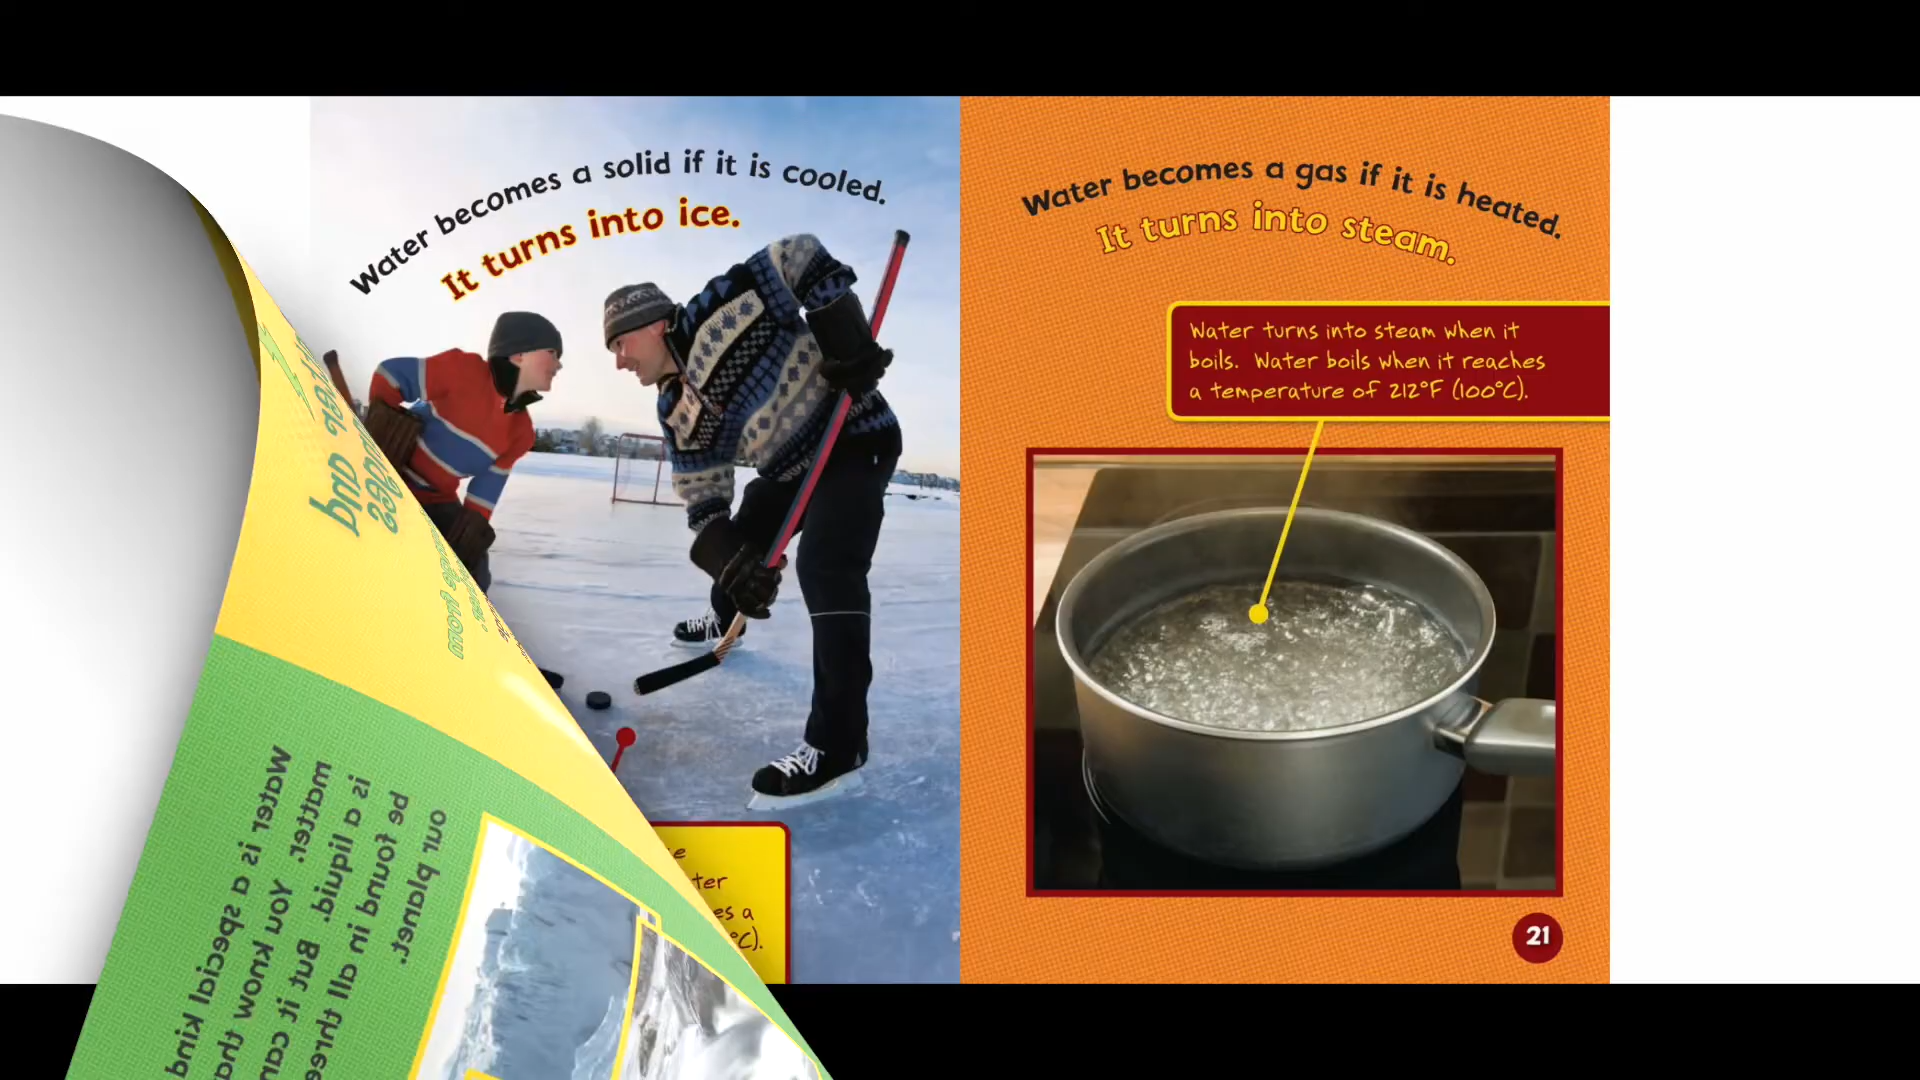 Water becomes a solid if it is cooled.
It turns into ice.
ter
es a
°C).
Water becomes a gas if it is heated.
It turns into steam.
Water turns into steam when it
boils. Water boils when it reaches
a temperature of 212°F (100°C).
21
Water is a special kind
matter. You know tha
is a liquid. But it can
be found in all three
our planet.